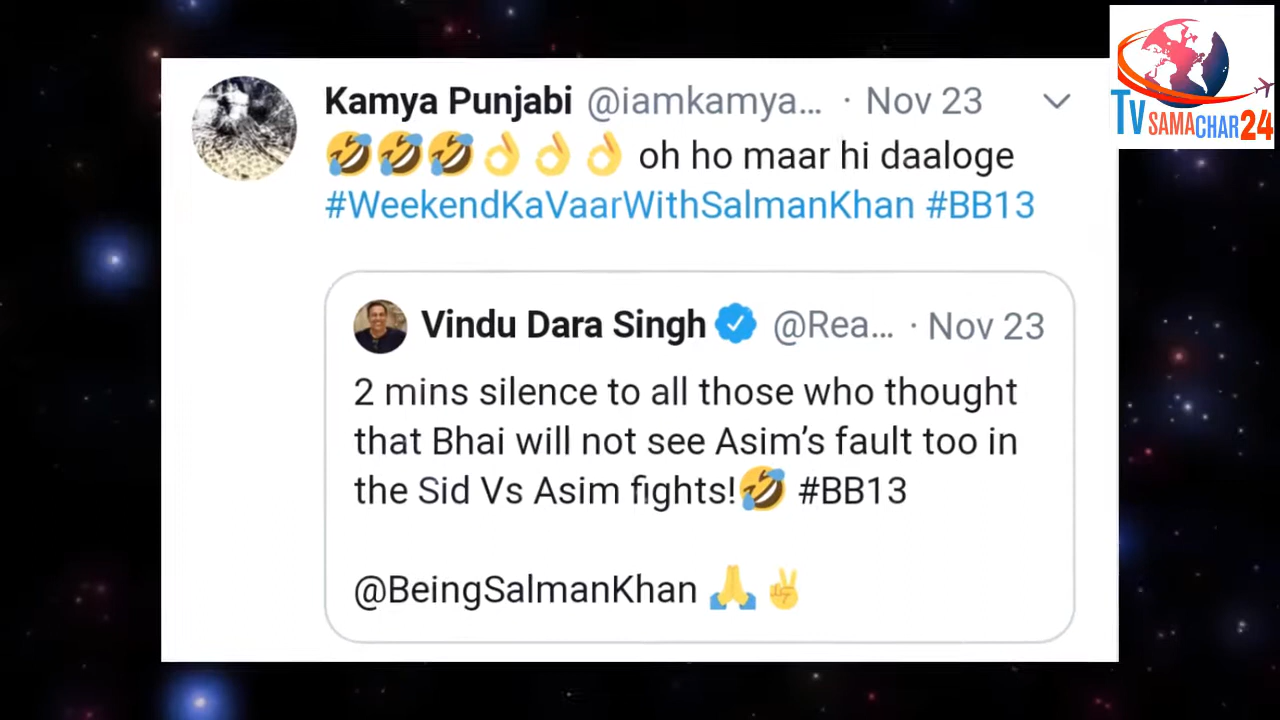 TV SAMACHAR 24
Kamya Punjabi @iamkamya... · Nov 23
🤣🤣🤣👌👌👌 oh ho maar hi daaloge
#WeekendKaVaarWithSalmanKhan #BB13
Vindu Dara Singh @Rea... · Nov 23
2 mins silence to all those who thought
that Bhai will not see Asim's fault too in
the Sid Vs Asim fights!🤣 #BB13
@BeingSalmanKhan 🙏✌